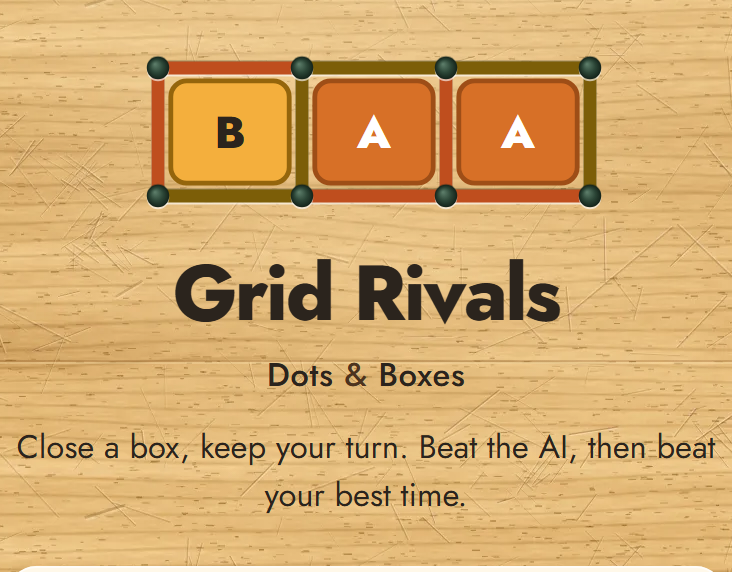 B A A
Grid Rivals
Dots & Boxes
Close a box, keep your turn. Beat the AI, then beat
your best time.